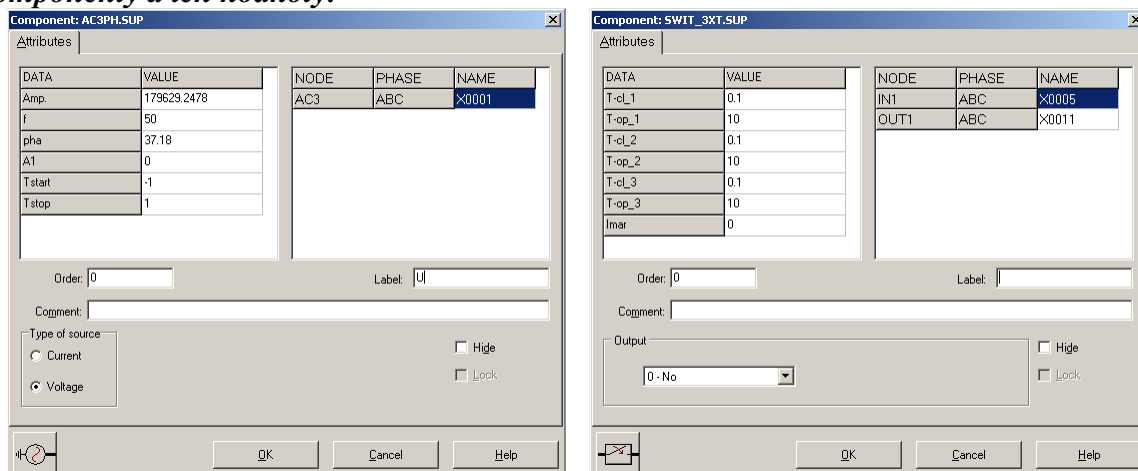 omponenty a ich hodnoty.
Component: AC3PH.SUP
Attributes
DATA VALUE
Amp. 179629.2478
f 50
pha 37.18
A1 0
Tstart -1
Tstop 1
NODE PHASE NAME
AC3 ABC X0001
Order: 0
Label: U
Comment:
Type of source
Current
Voltage
Hide
Lock
OK Cancel Help
Component: SWIT_3XT.SUP
Attributes
DATA VALUE
T-cl_1 0.1
T-op_1 10
T-cl_2 0.1
T-op_2 10
T-cl_3 0.1
T-op_3 10
Imar 0
NODE PHASE NAME
IN1 ABC X0005
OUT1 ABC X0011
Order: 0
Label:
Comment:
Output
0 - No
Hide
Lock
OK Cancel Help